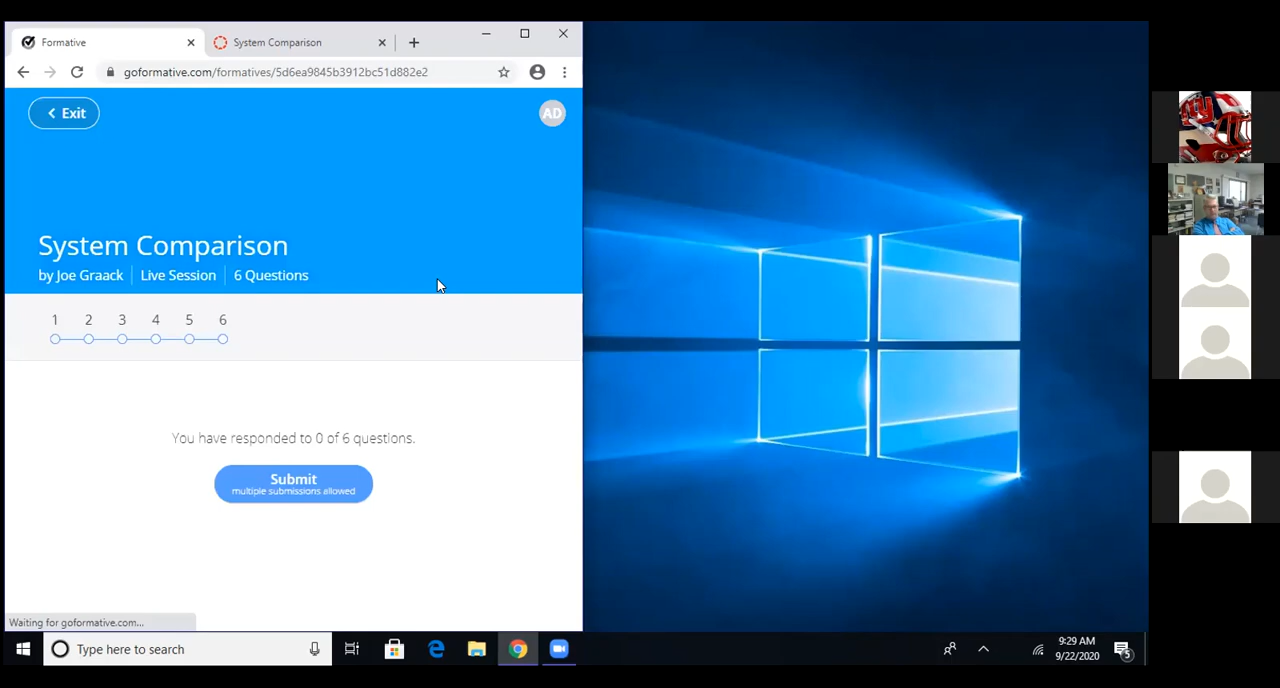 Formative
System Comparison
goformative.com/formatives/5d6ea9845b3912bc51d882e2
Exit
AD
System Comparison
by Joe Graack
Live Session
6 Questions
1 2 3 4 5 6
You have responded to 0 of 6 questions.
Submit
multiple submissions allowed
Waiting for goformative.com...
Type here to search
9:29 AM
9/22/2020
5
ny